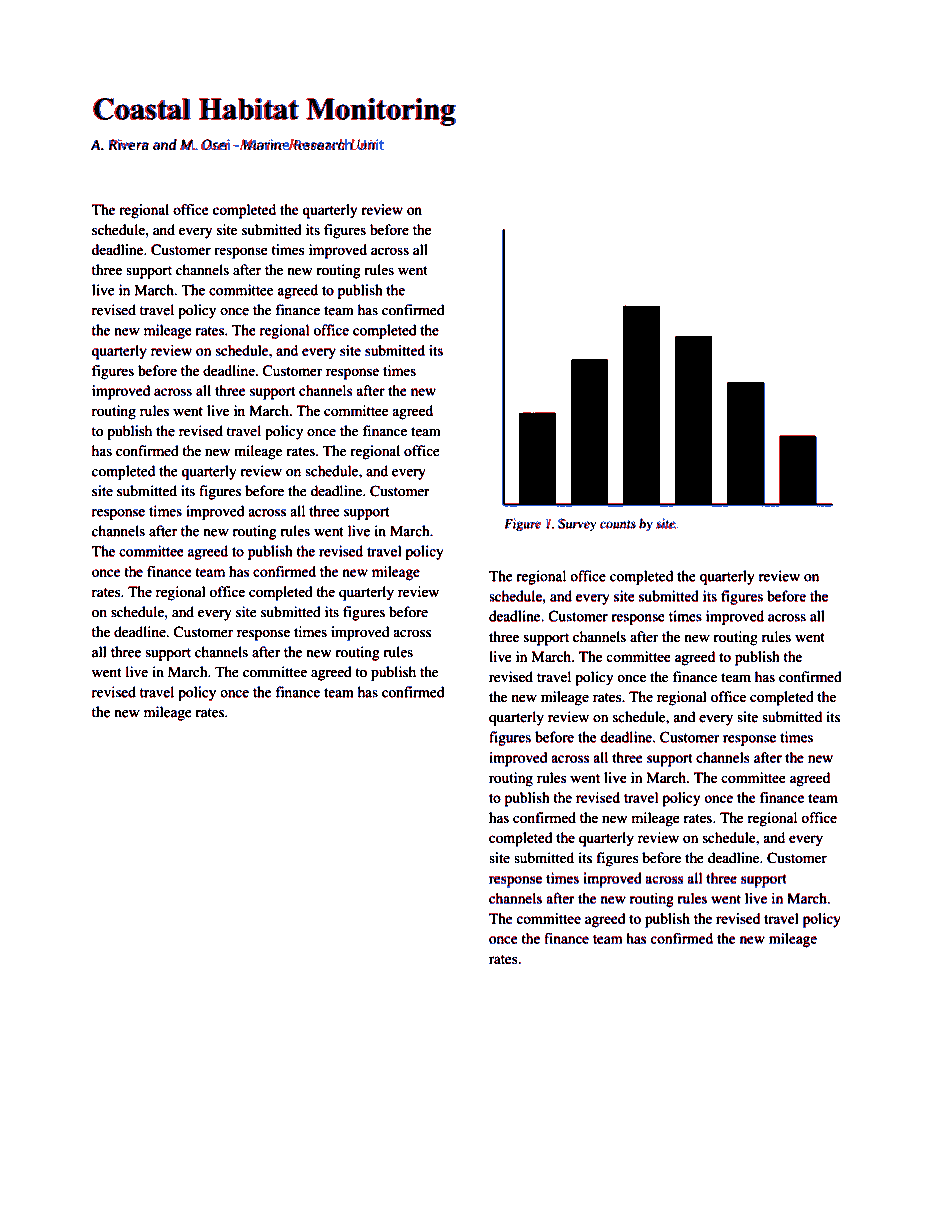 Coastal Habitat Monitoring
A. Rivera and M. Osei - Marine Research Unit
The regional office completed the quarterly review on
schedule, and every site submitted its figures before the
deadline. Customer response times improved across all
three support channels after the new routing rules went
live in March. The committee agreed to publish the
revised travel policy once the finance team has confirmed
the new mileage rates. The regional office completed the
quarterly review on schedule, and every site submitted its
figures before the deadline. Customer response times
improved across all three support channels after the new
routing rules went live in March. The committee agreed
to publish the revised travel policy once the finance team
has confirmed the new mileage rates. The regional office
completed the quarterly review on schedule, and every
site submitted its figures before the deadline. Customer
response times improved across all three support
channels after the new routing rules went live in March.
The committee agreed to publish the revised travel policy
once the finance team has confirmed the new mileage
rates. The regional office completed the quarterly review
on schedule, and every site submitted its figures before
the deadline. Customer response times improved across
all three support channels after the new routing rules
went live in March. The committee agreed to publish the
revised travel policy once the finance team has confirmed
the new mileage rates.
Figure 1. Survey counts by site.
The regional office completed the quarterly review on
schedule, and every site submitted its figures before the
deadline. Customer response times improved across all
three support channels after the new routing rules went
live in March. The committee agreed to publish the
revised travel policy once the finance team has confirmed
the new mileage rates. The regional office completed the
quarterly review on schedule, and every site submitted its
figures before the deadline. Customer response times
improved across all three support channels after the new
routing rules went live in March. The committee agreed
to publish the revised travel policy once the finance team
has confirmed the new mileage rates. The regional office
completed the quarterly review on schedule, and every
site submitted its figures before the deadline. Customer
response times improved across all three support
channels after the new routing rules went live in March.
The committee agreed to publish the revised travel policy
once the finance team has confirmed the new mileage
rates.